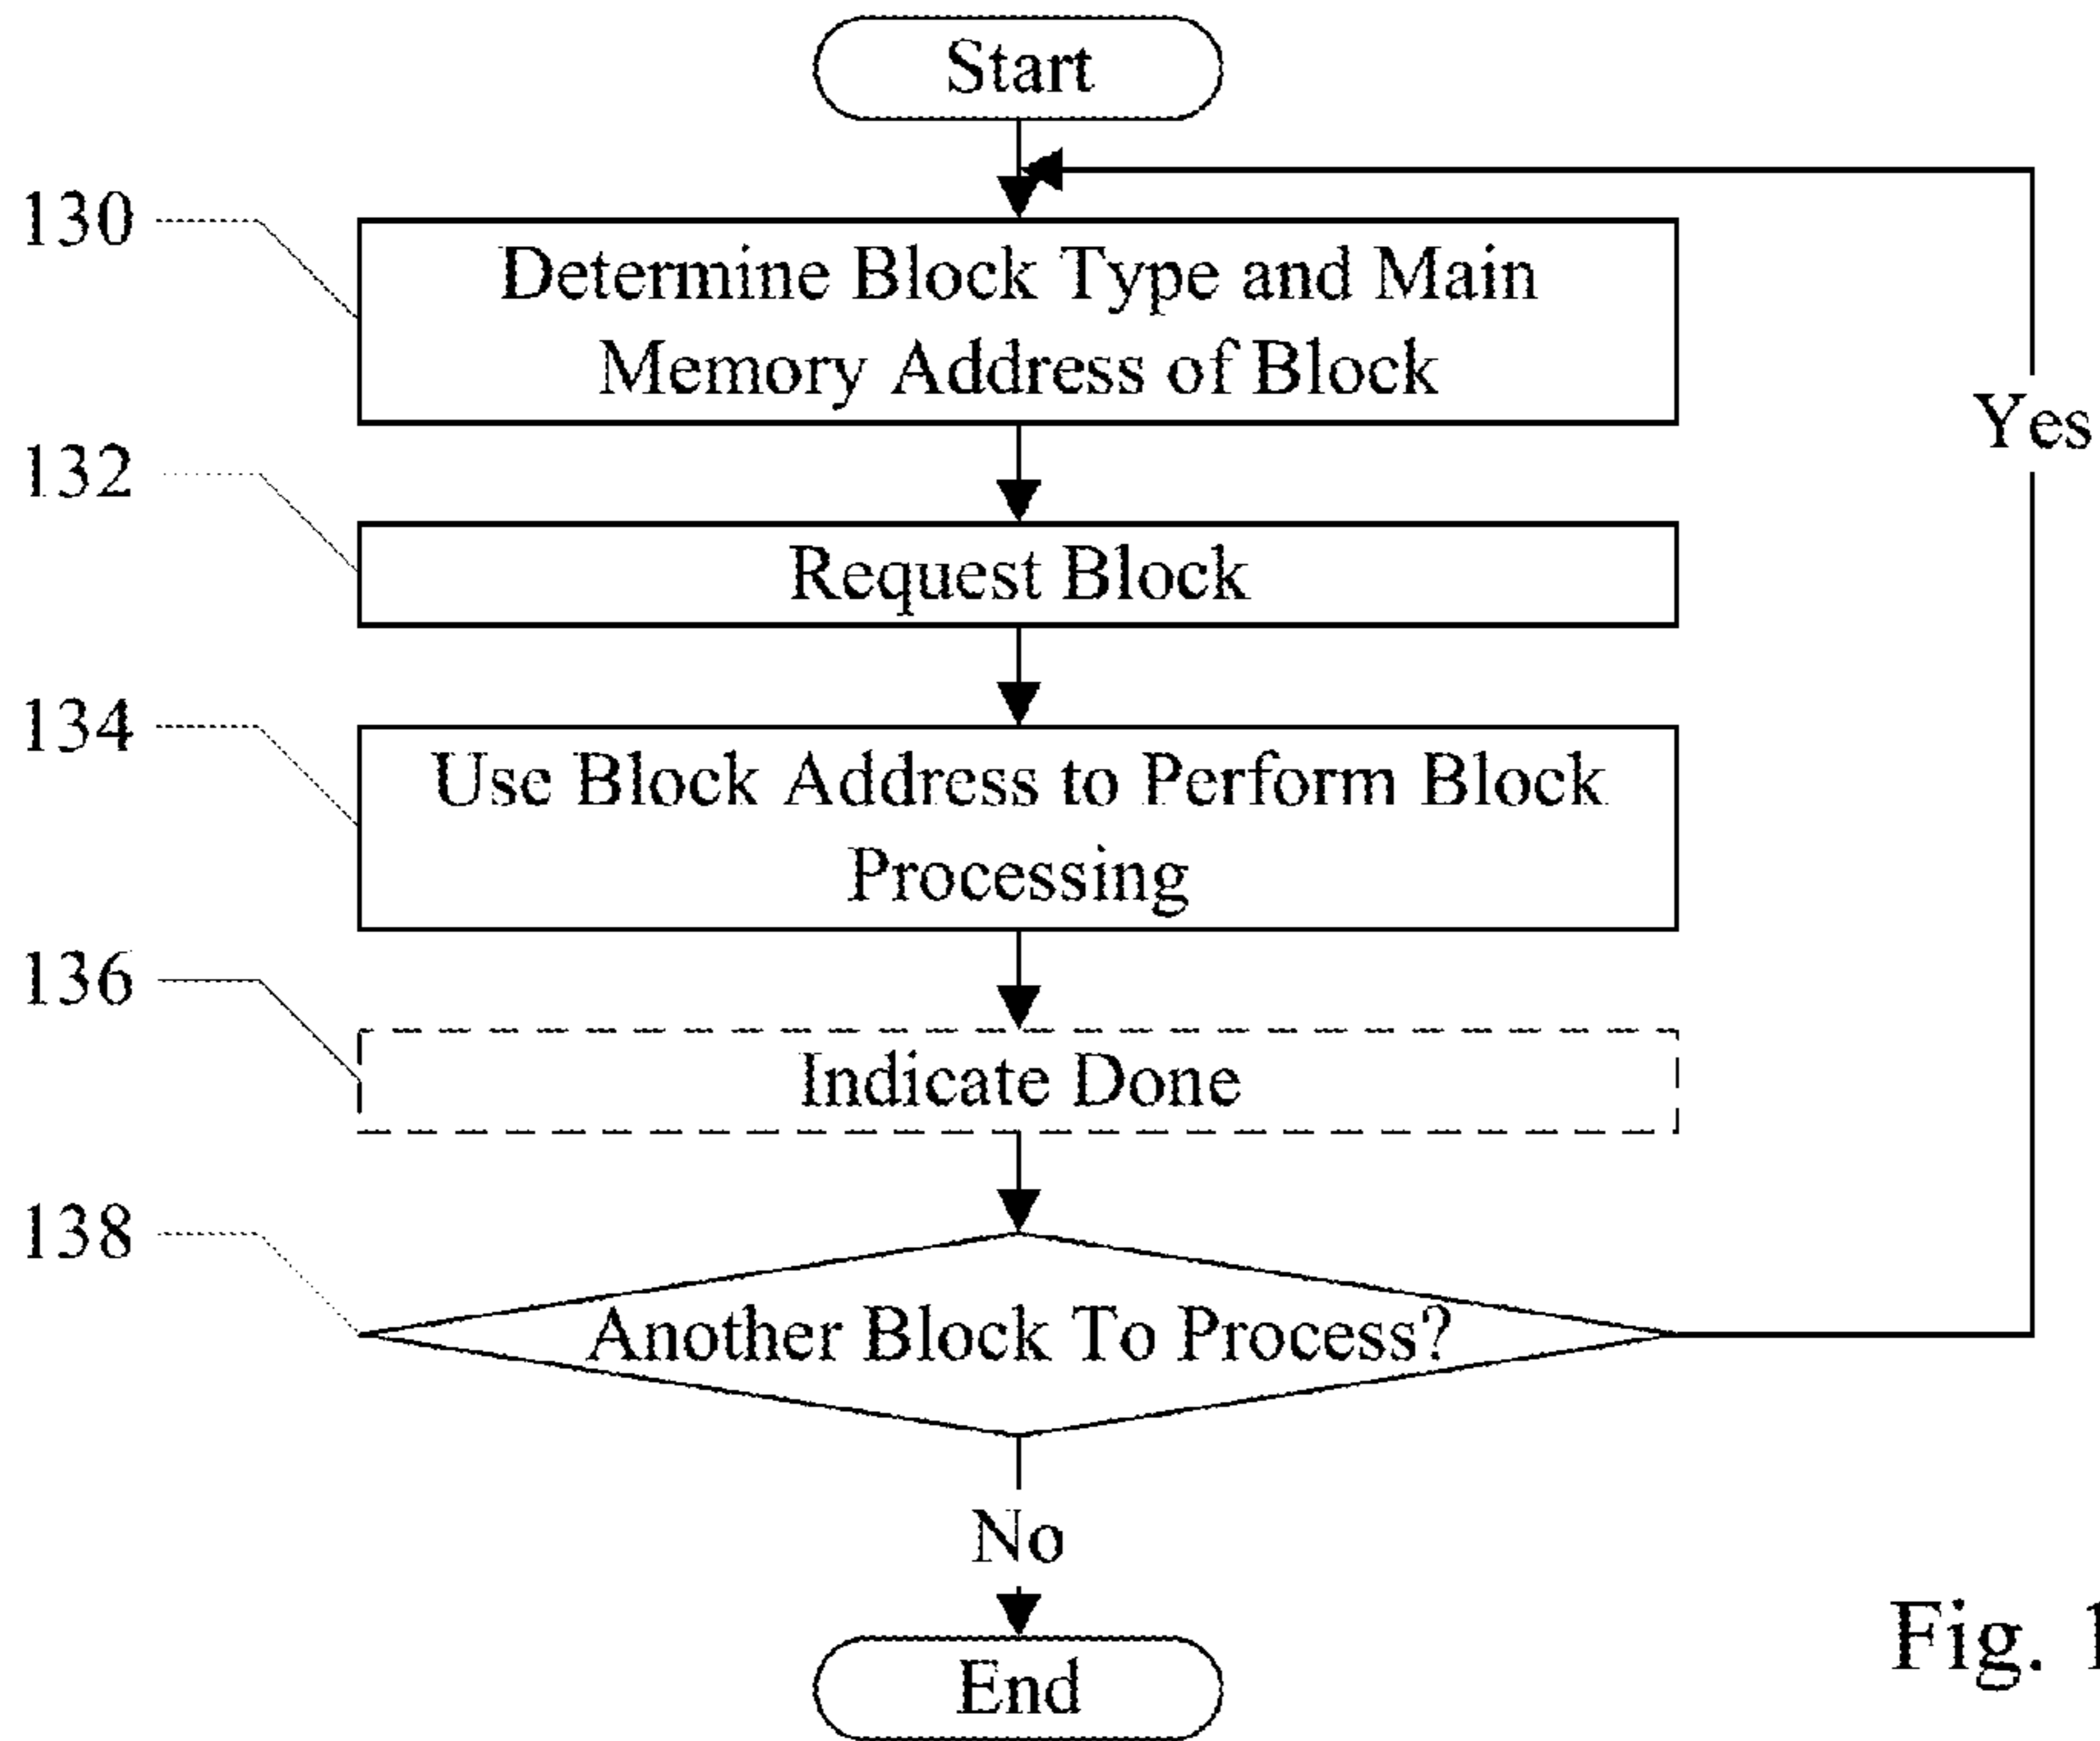 Start
130
Determine Block Type and Main
Memory Address of Block
Yes
132
Request Block
134
Use Block Address to Perform Block
Processing
136
Indicate Done
138
Another Block To Process?
No
End
Fig.